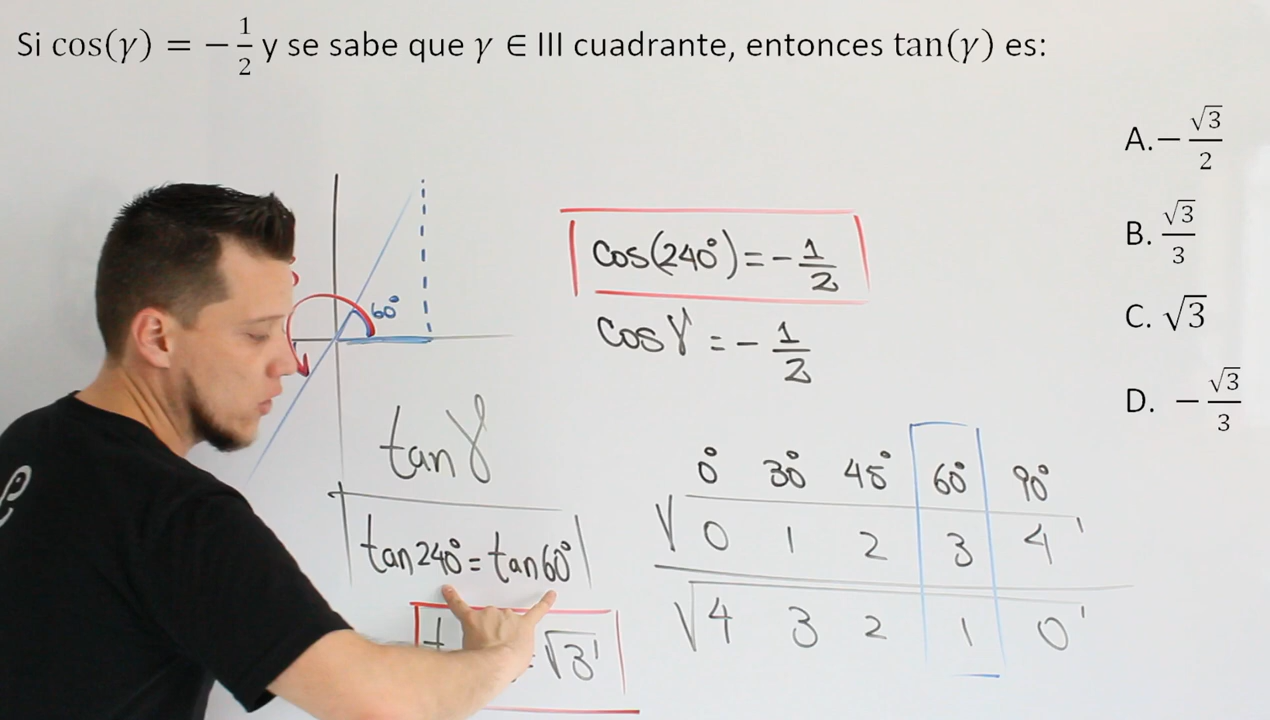 Si cos(γ) = −1/2 y se sabe que γ ∈ III cuadrante, entonces tan(γ) es:
A. −√3/2
B. √3/3
C. √3
D. −√3/3
60°
cos(240°) = −1/2
cos γ = −1/2
tan γ
tan 240° = tan 60°
t = √3
0° 30° 45° 60° 90°
√ 0 1 2 3 4
√ 4 3 2 1 0